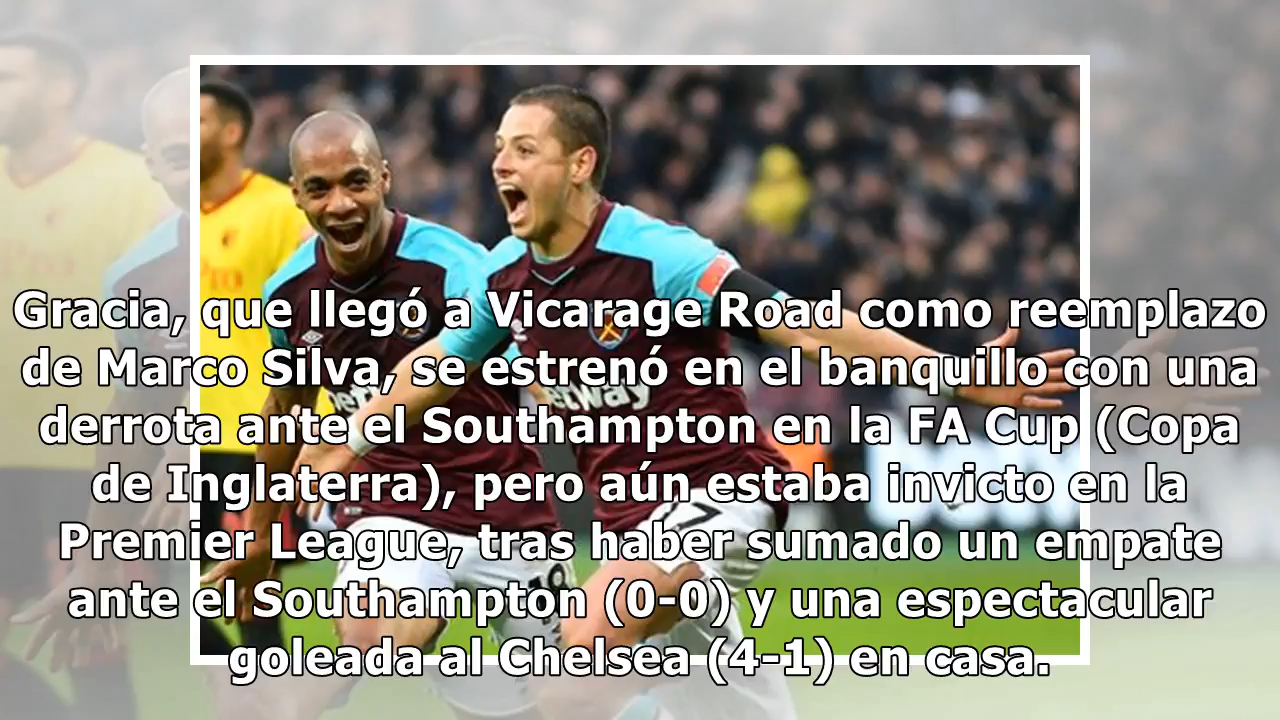 Gracia, que llegó a Vicarage Road como reemplazo
de Marco Silva, se estrenó en el banquillo con una
derrota ante el Southampton en la FA Cup (Copa
de Inglaterra), pero aún estaba invicto en la
Premier League, tras haber sumado un empate
ante el Southampton (0-0) y una espectacular
goleada al Chelsea (4-1) en casa.